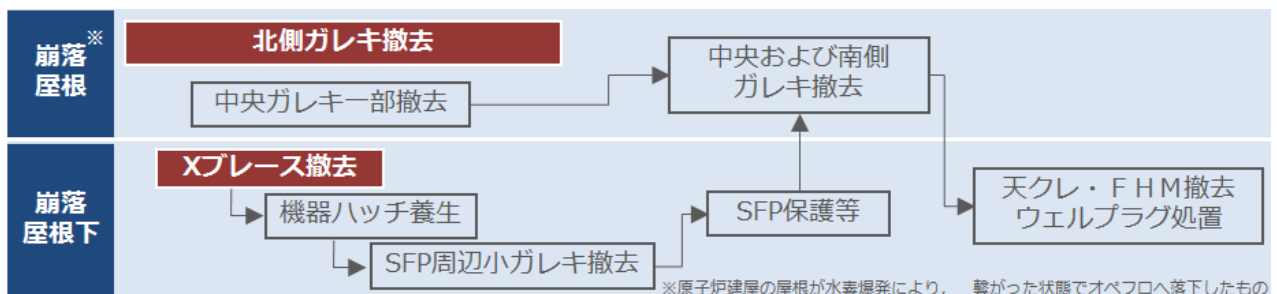 崩落※
屋根
北側ガレキ撤去
中央ガレキ一部撤去
中央および南側
ガレキ撤去
崩落
屋根下
Xブレース撤去
機器ハッチ養生
SFP周辺小ガレキ撤去
SFP保護等
天クレ・ＦＨＭ撤去
ウェルプラグ処置
※原子炉建屋の屋根が水素爆発により、 繋がった状態でオペフロへ落下したもの